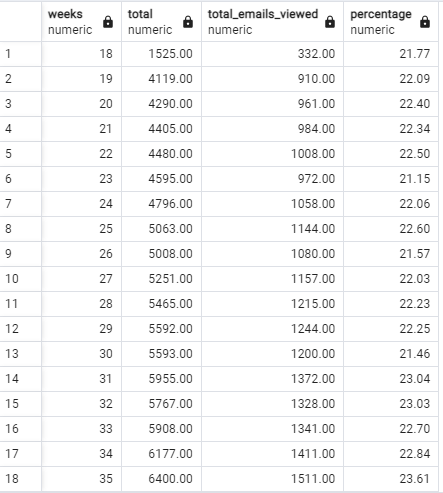 weeks total total_emails_viewed percentage
numeric numeric numeric numeric
1 18 1525.00 332.00 21.77
2 19 4119.00 910.00 22.09
3 20 4290.00 961.00 22.40
4 21 4405.00 984.00 22.34
5 22 4480.00 1008.00 22.50
6 23 4595.00 972.00 21.15
7 24 4796.00 1058.00 22.06
8 25 5063.00 1144.00 22.60
9 26 5008.00 1080.00 21.57
10 27 5251.00 1157.00 22.03
11 28 5465.00 1215.00 22.23
12 29 5592.00 1244.00 22.25
13 30 5593.00 1200.00 21.46
14 31 5955.00 1372.00 23.04
15 32 5767.00 1328.00 23.03
16 33 5908.00 1341.00 22.70
17 34 6177.00 1411.00 22.84
18 35 6400.00 1511.00 23.61